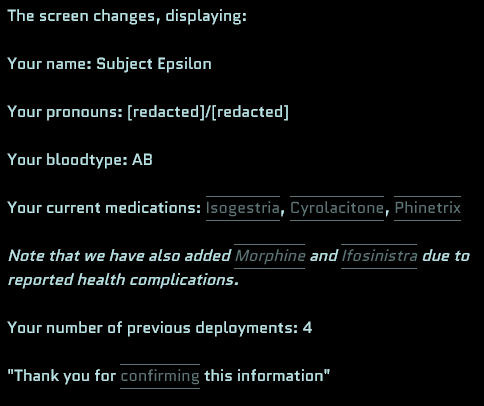 The screen changes, displaying:
Your name: Subject Epsilon
Your pronouns: [redacted]/[redacted]
Your bloodtype: AB
Your current medications: Isogestria, Cyrolacitone, Phinetrix
Note that we have also added Morphine and Ifosinistra due to
reported health complications.
Your number of previous deployments: 4
"Thank you for confirming this information"